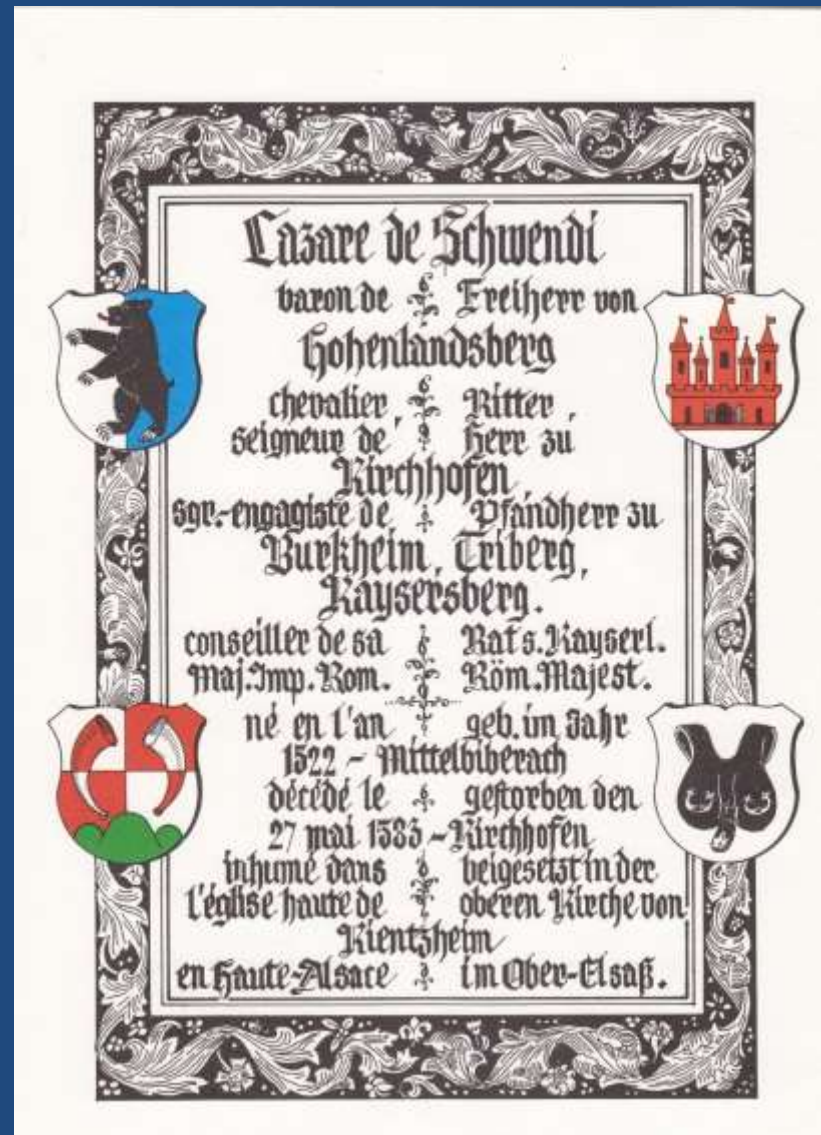 Lazare de Schwendi
baron de Freiherr von
Hohenlandsberg
chevalier, Ritter,
seigneur de, Herr zu
Kirchhofen
sgr.-engagiste de Pfandherr zu
Burkheim, Triberg,
Kaysersberg.
conseiller de sa Rat s. Kayserl.
Maj. Imp. Rom. Röm. Majest.
né en l'an geb. im Jahr
1522 - Mittelbiberach
décédé le gestorben den
27 mai 1583 - Kirchhofen
inhumé dans beigesetzt in der
l'église haute de oberen Kirche von
Kientzheim
en Haute-Alsace im Ober-Elsaß.